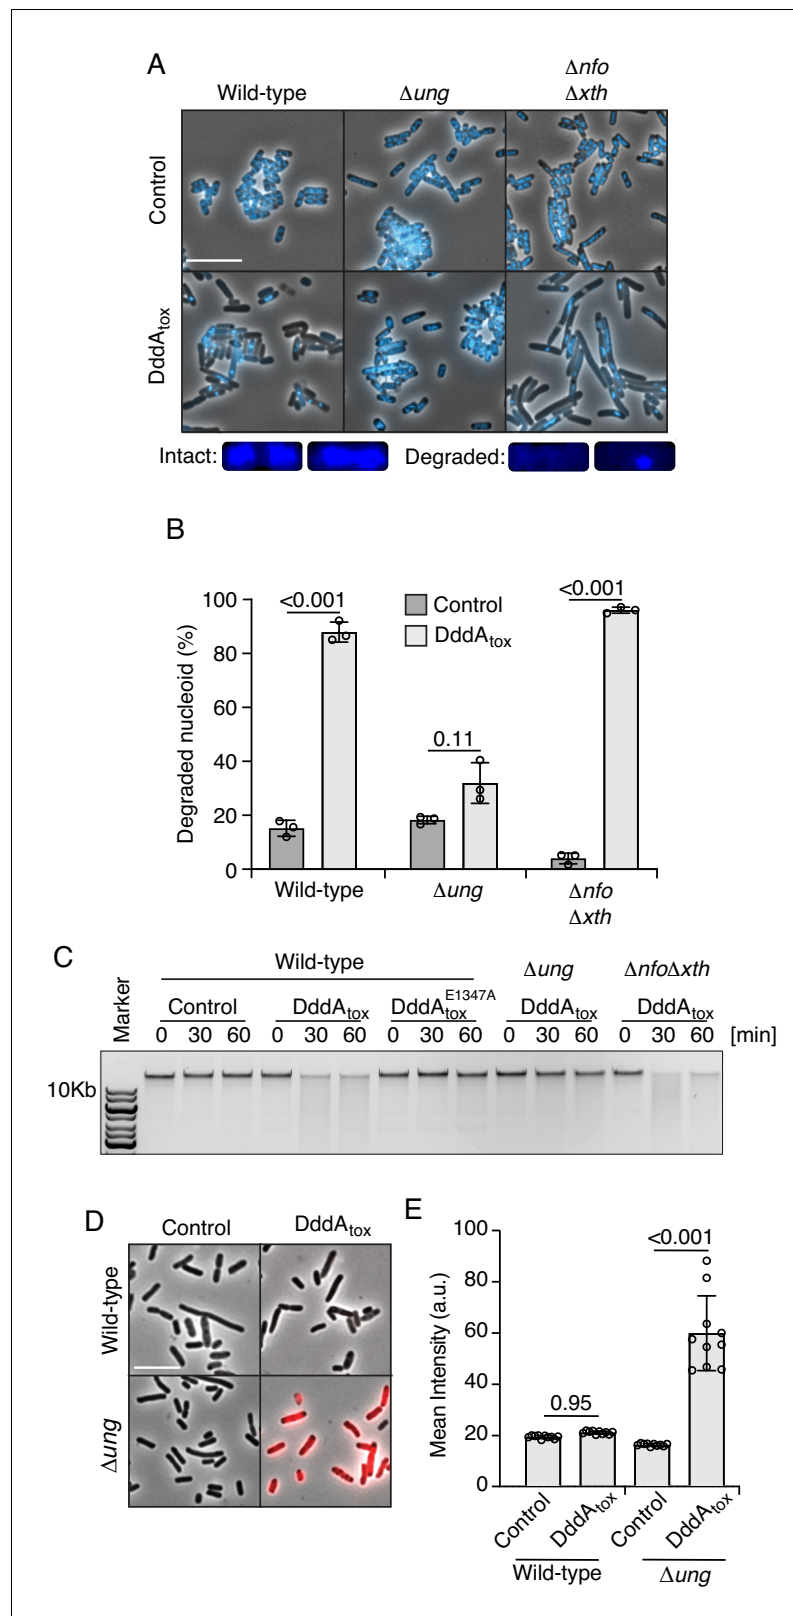 A
Wild-type Δung Δnfo
Δxth
Control
DddAtox
Intact: Degraded:
B
Degraded nucleoid (%)
100
80
60
40
20
0
<0.001
0.11
<0.001
Control
DddAtox
Wild-type Δung Δnfo
Δxth
C
Marker
Wild-type Δung ΔnfoΔxth
Control DddAtox DddAtox E1347A DddAtox DddAtox
0 30 60 0 30 60 0 30 60 0 30 60 0 30 60 [min]
10Kb
D
Control DddAtox
Wild-type
Δung
E
Mean Intensity (a.u.)
100
80
60
40
20
0
<0.001
0.95
Control DddAtox Control DddAtox
Wild-type Δung